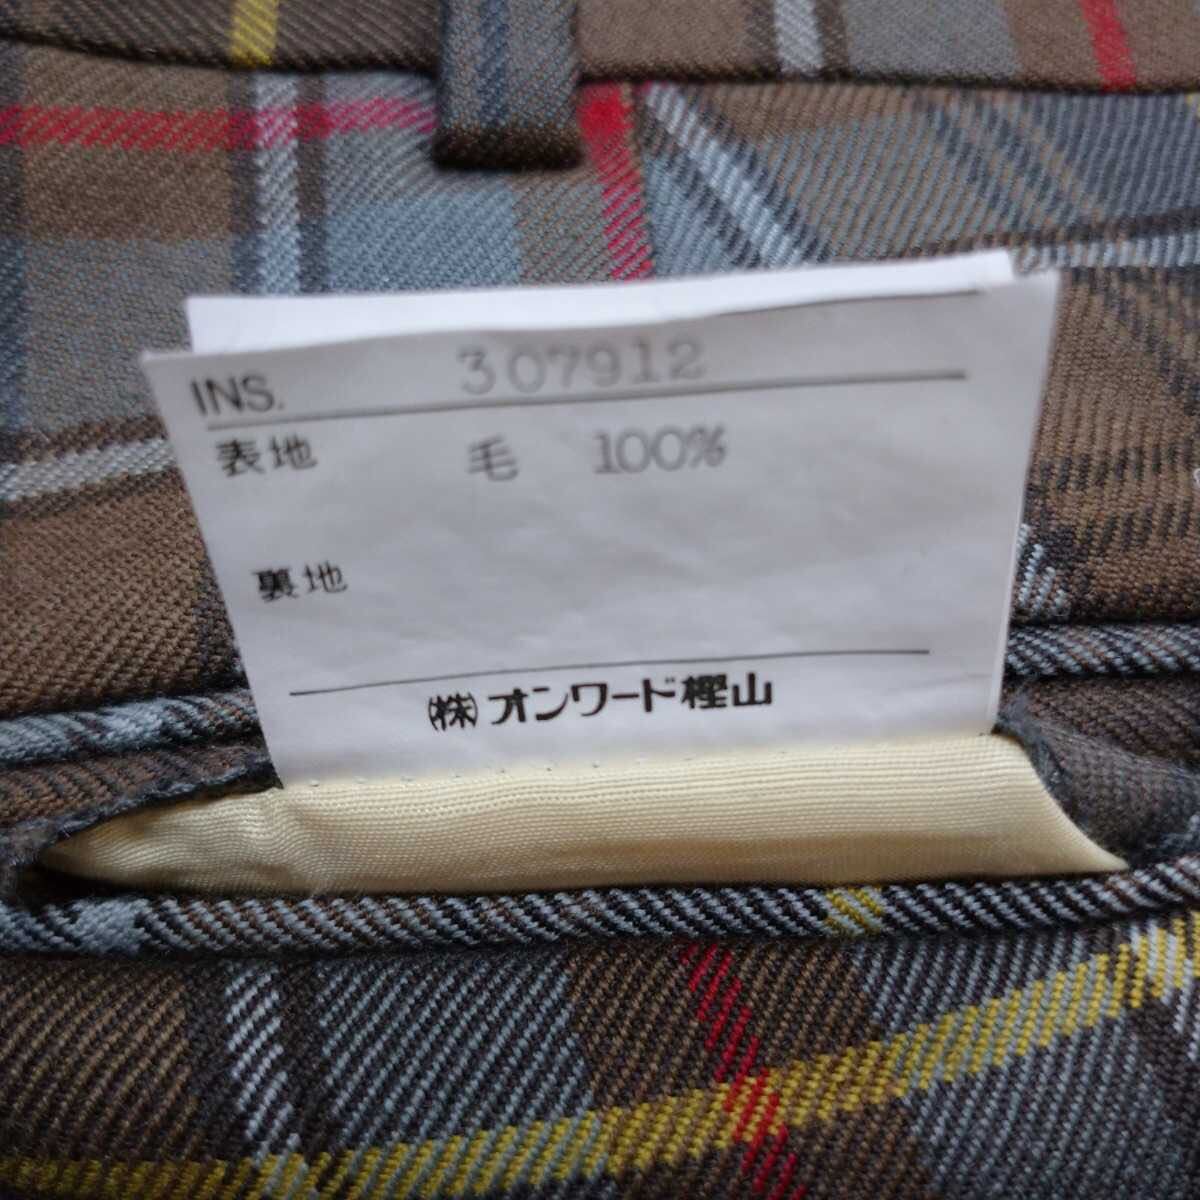 INS. 307912
表地 毛 100%
裏地
㈱オンワード樫山